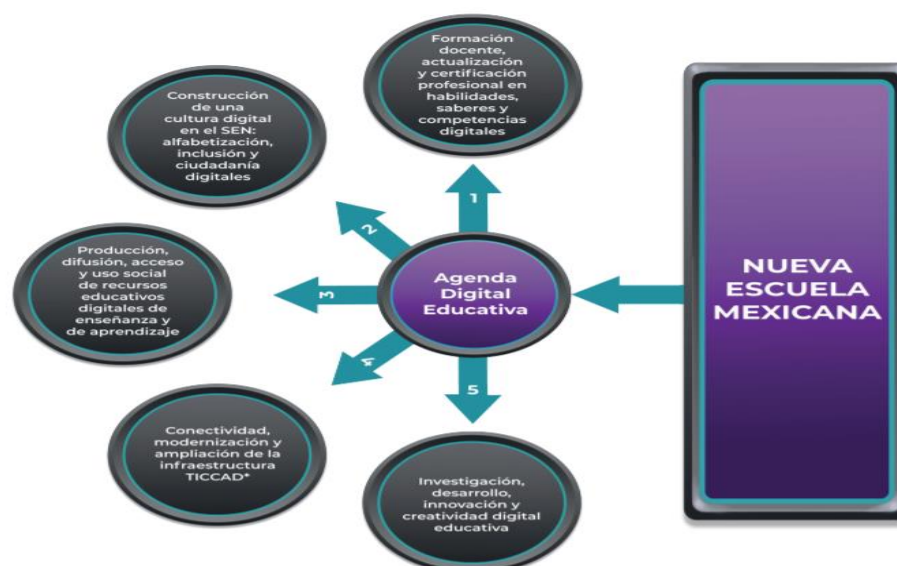 Formación
docente,
actualización
y certificación
profesional en
habilidades,
saberes y
competencias
digitales
1
Construcción
de una
cultura digital
en el SEN:
alfabetización,
inclusión y
ciudadanía
digitales
2
Producción,
difusión, acceso
y uso social
de recursos
educativos
digitales de
enseñanza y
de aprendizaje
3
Conectividad,
modernización y
ampliación de la
infraestructura
TICCAD*
4
Investigación,
desarrollo,
innovación y
creatividad digital
educativa
5
Agenda
Digital
Educativa
NUEVA
ESCUELA
MEXICANA